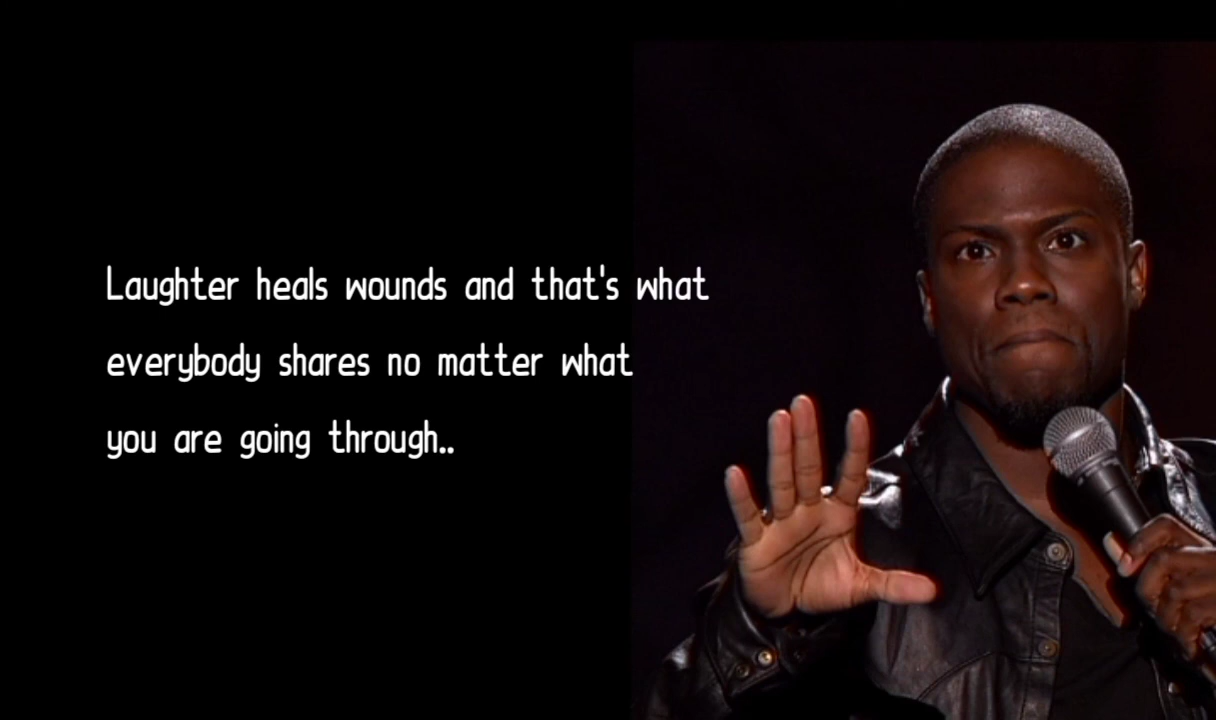 Laughter heals wounds and that's what
everybody shares no matter what
you are going through..